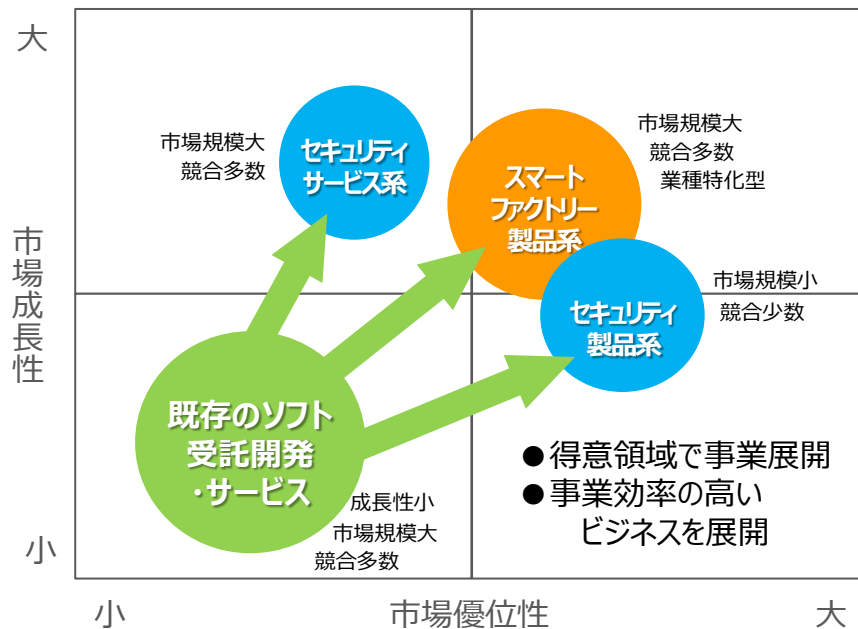 大
市場規模大
競合多数
セキュリティ
サービス系
スマート
ファクトリー
製品系
市場規模大
競合多数
業種特化型
市場成長性
市場規模小
競合少数
セキュリティ
製品系
既存のソフト
受託開発
・サービス
成長性小
市場規模大
競合多数
●得意領域で事業展開
●事業効率の高い
ビジネスを展開
小
小
市場優位性
大